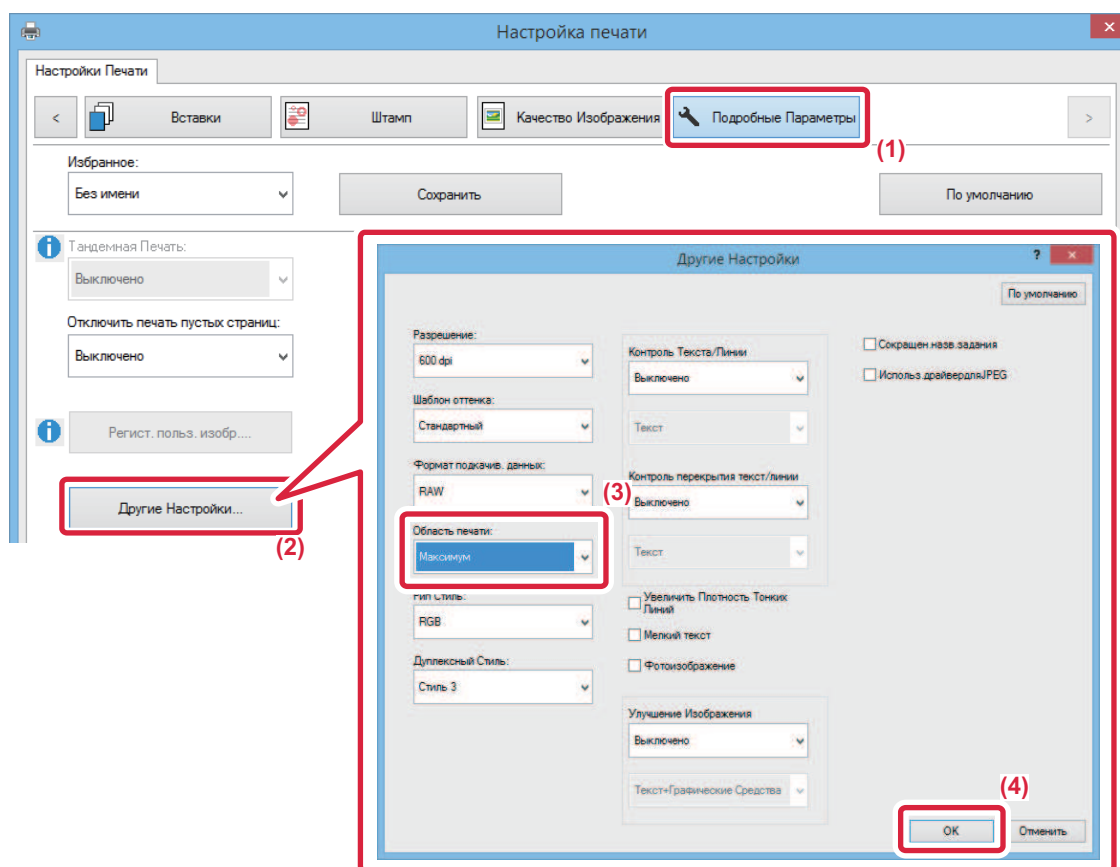 Настройка печати
Настройки Печати
<
Вставки
Штамп
Качество Изображения
Подробные Параметры
>
(1)
Избранное:
Без имени
Сохранить
По умолчанию
Тандемная Печать:
Выключено
Отключить печать пустых страниц:
Выключено
Регист. польз. изобр....
Другие Настройки...
(2)
Другие Настройки
?
По умолчанию
Разрешение:
600 dpi
Шаблон оттенка:
Стандартный
Формат подкачив. данных:
RAW
(3)
Область печати:
Максимум
Рип Стиль:
RGB
Дуплексный Стиль:
Стиль 3
Контроль Текста/Линии
Выключено
Текст
Контроль перекрытия текст/линии
Выключено
Текст
Увеличить Плотность Тонких
Линий
Мелкий текст
Фотоизображение
Улучшение Изображения
Выключено
Текст+Графические Средства
Сокращен.назв.задания
Использ.драйвердляJPEG
(4)
OK
Отменить